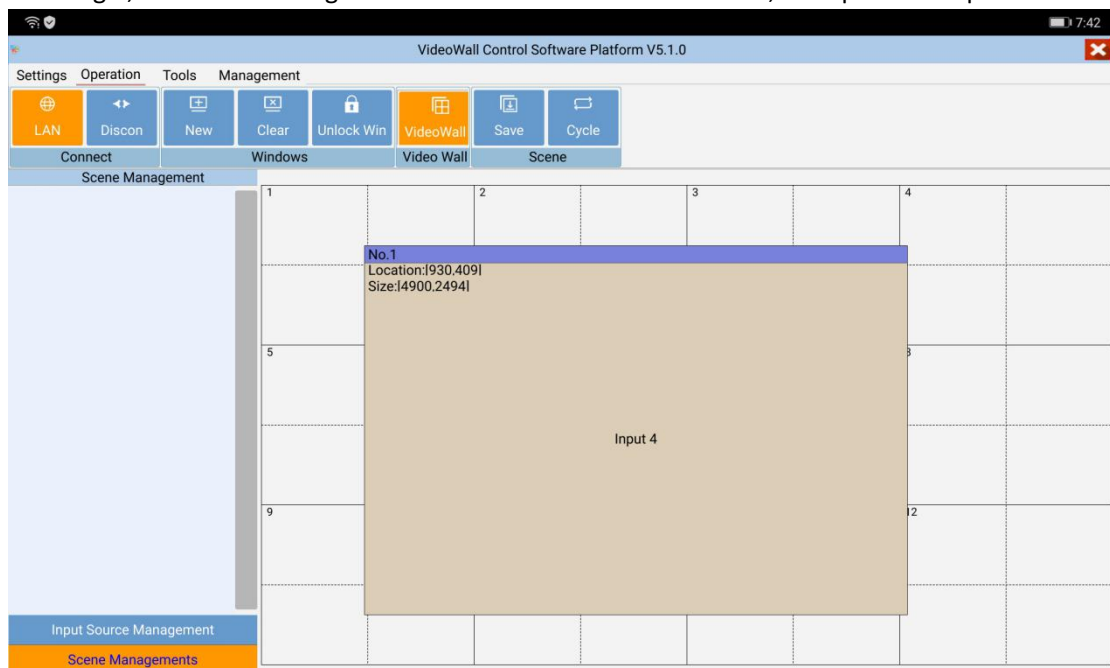 7:42
VideoWall Control Software Platform V5.1.0
Settings Operation Tools Management
LAN Discon New Clear Unlock Win VideoWall Save Cycle
Connect Windows Video Wall Scene
Scene Management
1 2 3 4
No.1
Location:|930,409|
Size:|4900,2494|
5
Input 4
9 12
Input Source Management
Scene Managements